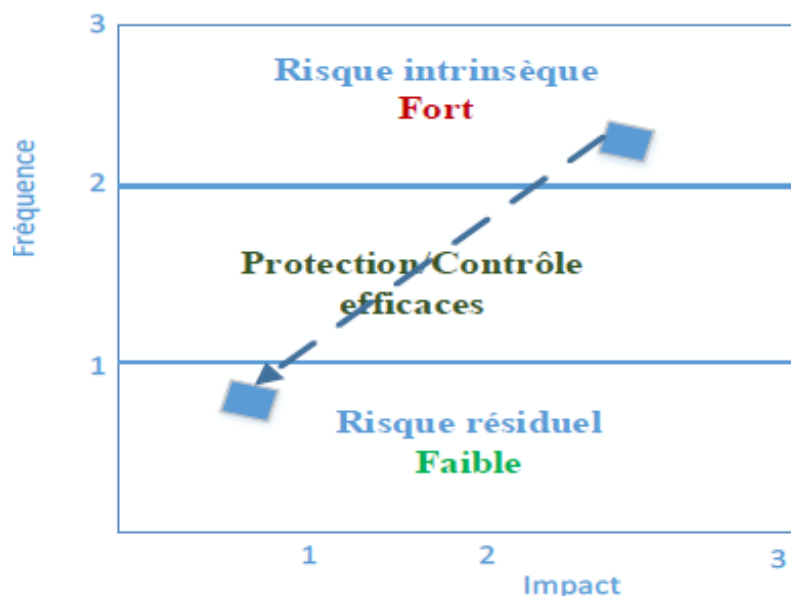 3
Risque intrinsèque
Fort
Fréquence
2
Protection/Contrôle
efficaces
1
Risque résiduel
Faible
1 2 3
Impact